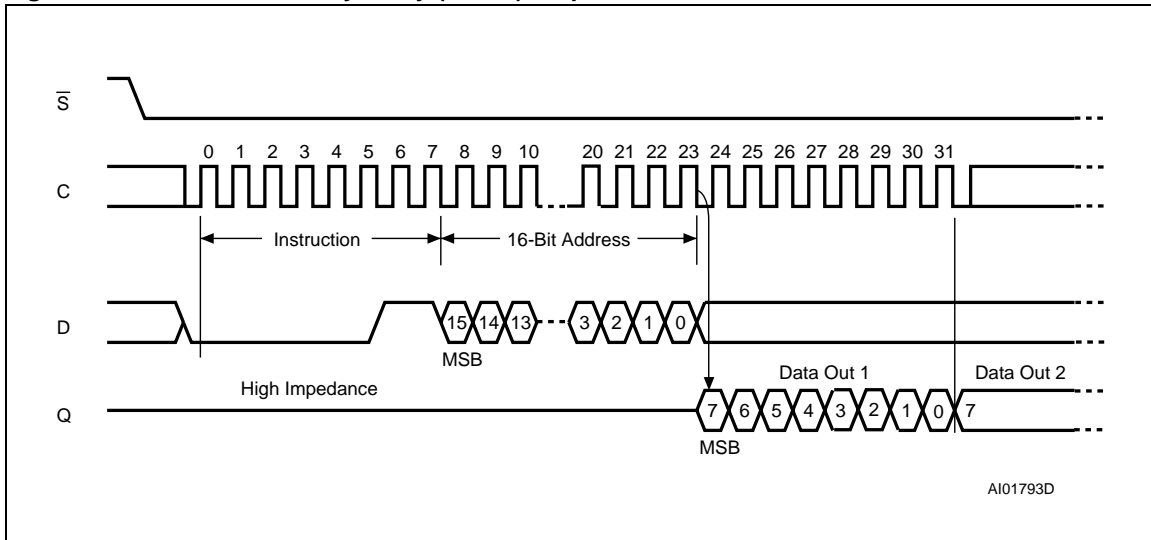 S
0 1 2 3 4 5 6 7 8 9 10 20 21 22 23 24 25 26 27 28 29 30 31
C
Instruction 16-Bit Address
D 15 14 13 3 2 1 0
MSB
High Impedance Data Out 1 Data Out 2
Q 7 6 5 4 3 2 1 0 7
MSB
AI01793D